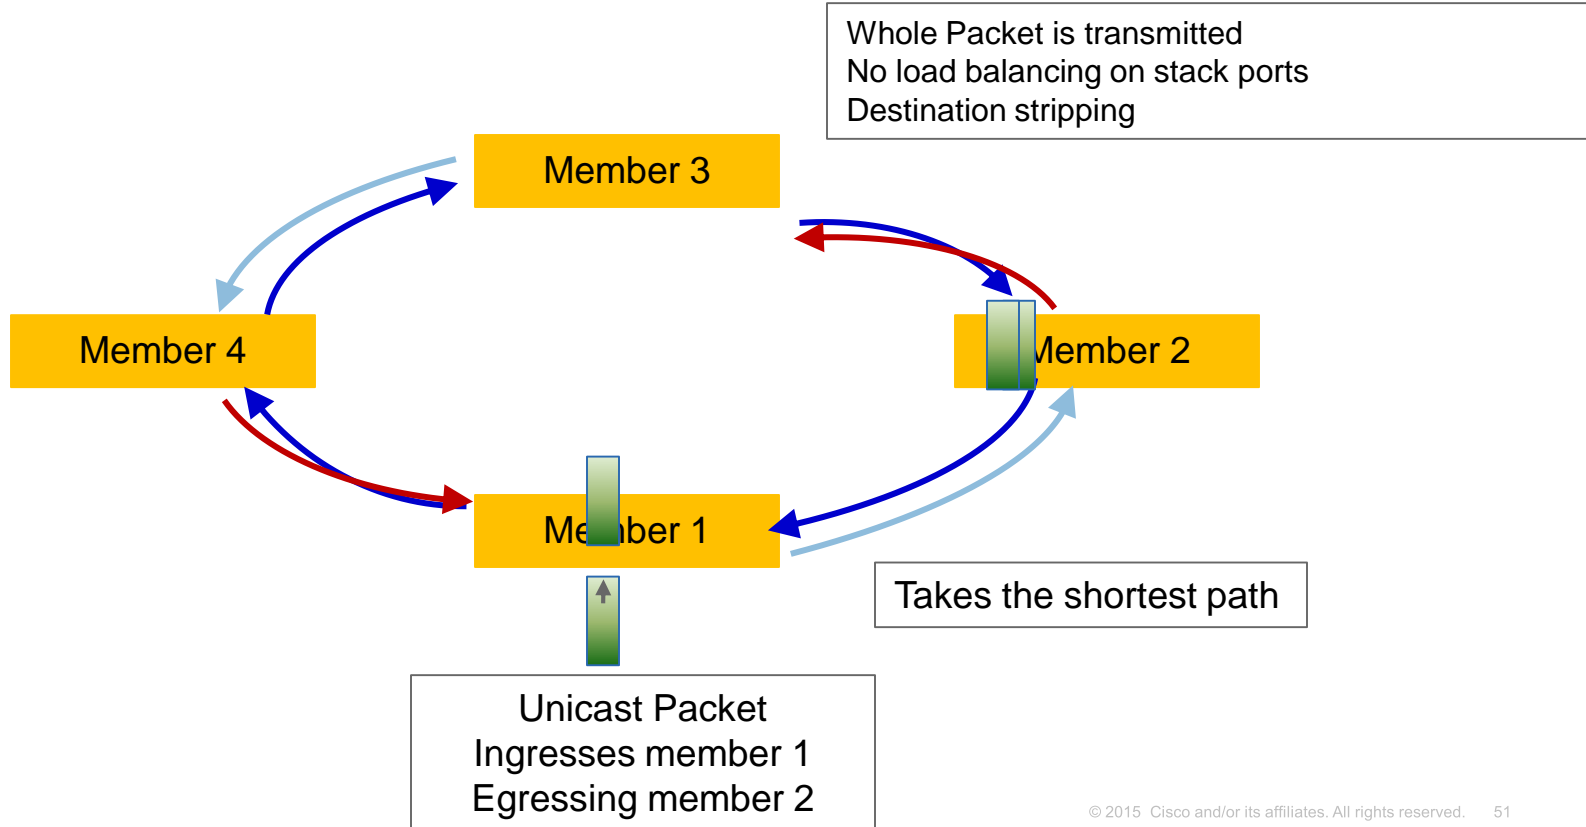 Whole Packet is transmitted
No load balancing on stack ports
Destination stripping
Member 3
Member 4
Member 2
Member 1
Takes the shortest path
Unicast Packet
Ingresses member 1
Egressing member 2
© 2015 Cisco and/or its affiliates. All rights reserved. 51